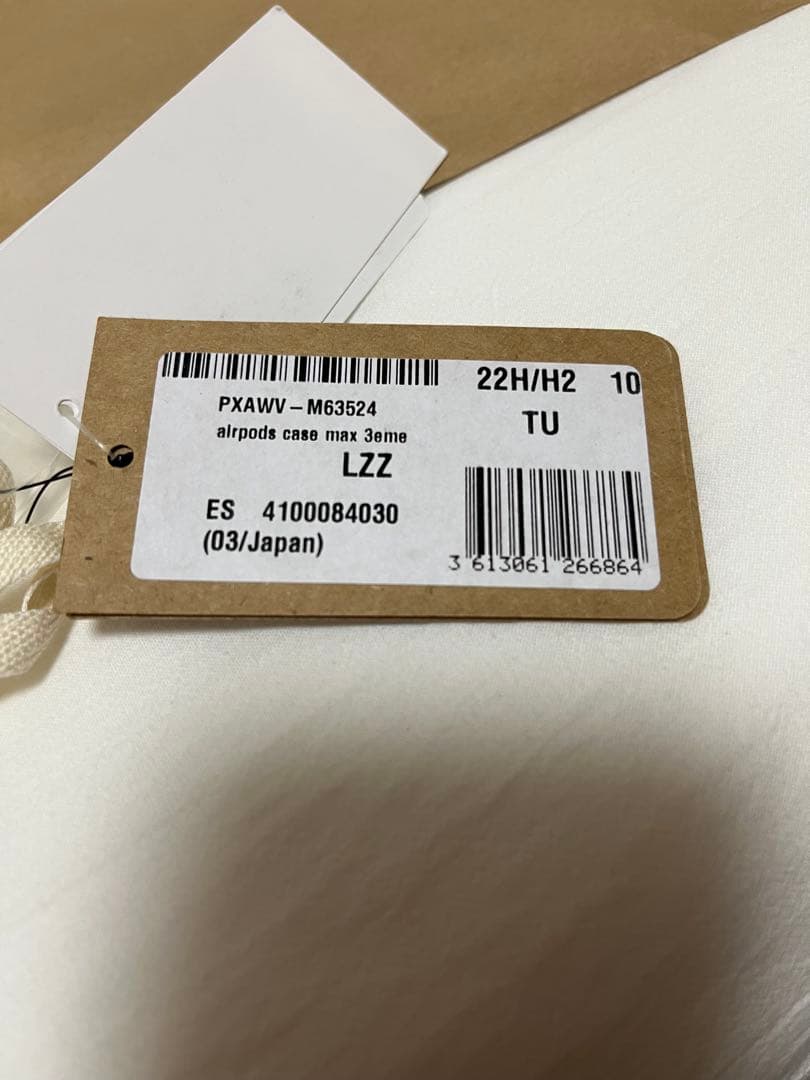 PXAWV-M63524
airpods case max 3eme
LZZ
ES 4100084030
(03/Japan)
22H/H2 10
TU
3 613061 266864